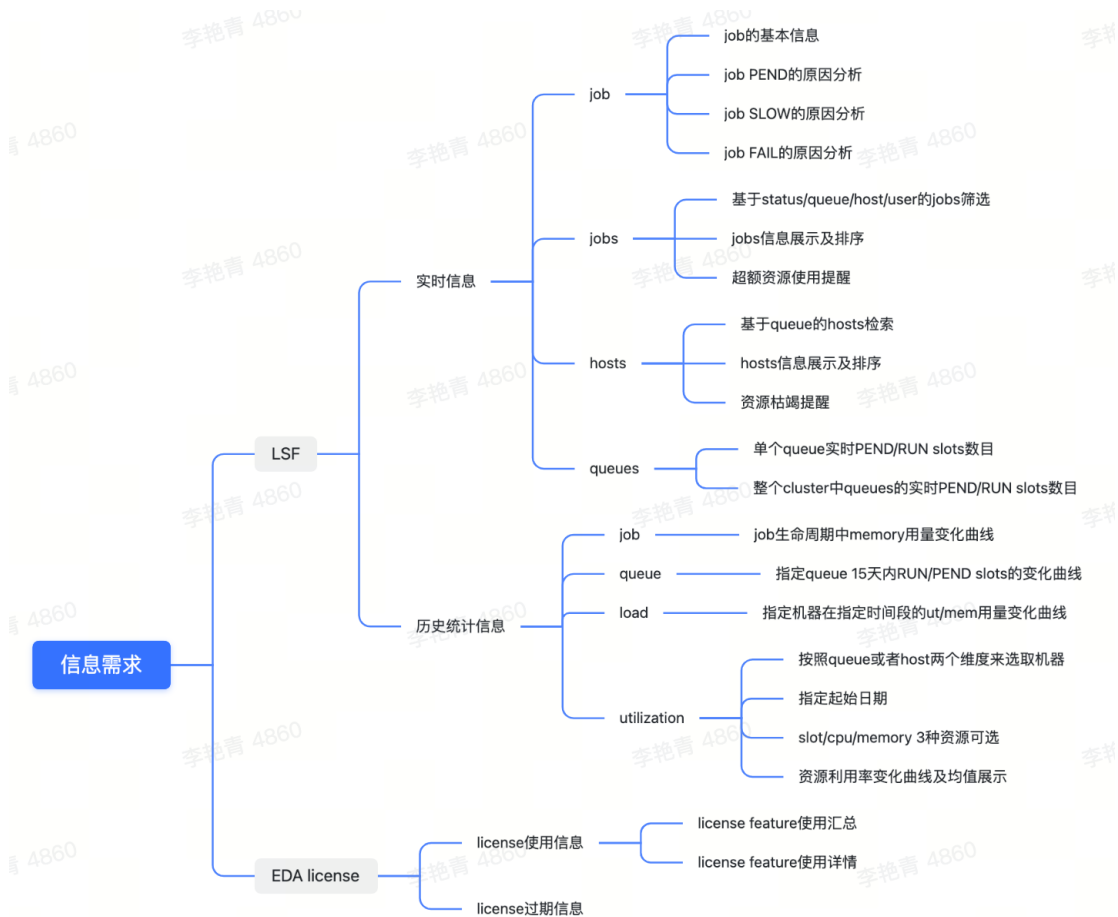 信息需求
LSF
实时信息
job
job的基本信息
job PEND的原因分析
job SLOW的原因分析
job FAIL的原因分析
jobs
基于status/queue/host/user的jobs筛选
jobs信息展示及排序
超额资源使用提醒
hosts
基于queue的hosts检索
hosts信息展示及排序
资源枯竭提醒
queues
单个queue实时PEND/RUN slots数目
整个cluster中queues的实时PEND/RUN slots数目
历史统计信息
job
job生命周期中memory用量变化曲线
queue
指定queue 15天内RUN/PEND slots的变化曲线
load
指定机器在指定时间段的ut/mem用量变化曲线
utilization
按照queue或者host两个维度来选取机器
指定起始日期
slot/cpu/memory 3种资源可选
资源利用率变化曲线及均值展示
EDA license
license使用信息
license feature使用汇总
license feature使用详情
license过期信息
李艳青 4860